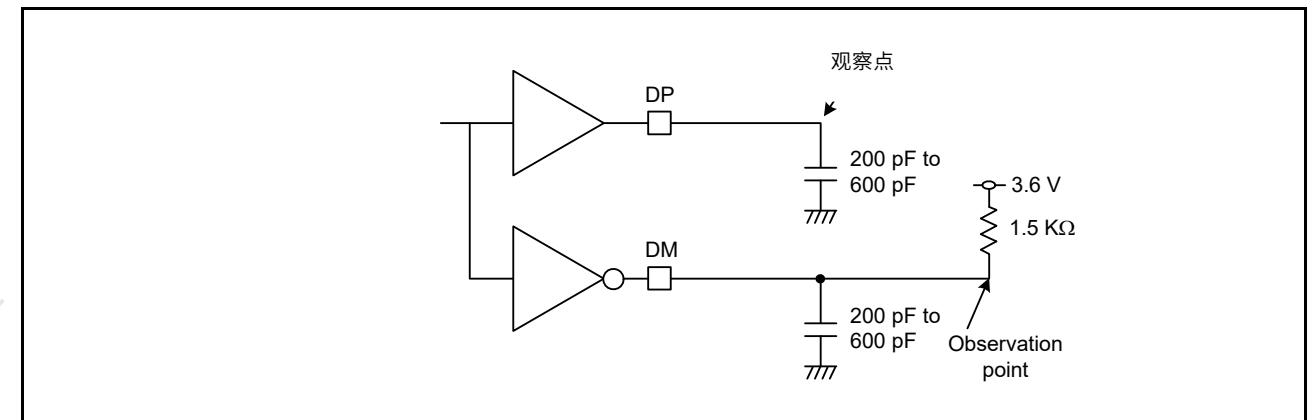 观察点
DP
200 pF to
600 pF
3.6 V
1.5 KΩ
DM
200 pF to
600 pF
Observation
point